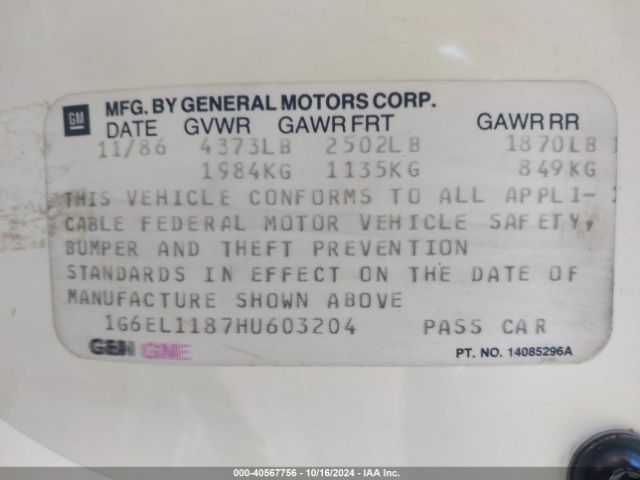 GM
MFG. BY GENERAL MOTORS CORP.
DATE GVWR GAWR FRT GAWR RR
11/86 4373LB 2502LB 1870LB
1984KG 1135KG 849KG
THIS VEHICLE CONFORMS TO ALL APPLI-
CABLE FEDERAL MOTOR VEHICLE SAFETY,
BUMPER AND THEFT PREVENTION
STANDARDS IN EFFECT ON THE DATE OF
MANUFACTURE SHOWN ABOVE
1G6EL1187HU603204 PASS CAR
PT. NO. 14085296A
000-40567756 | 10/16/2024 | IAA Inc.